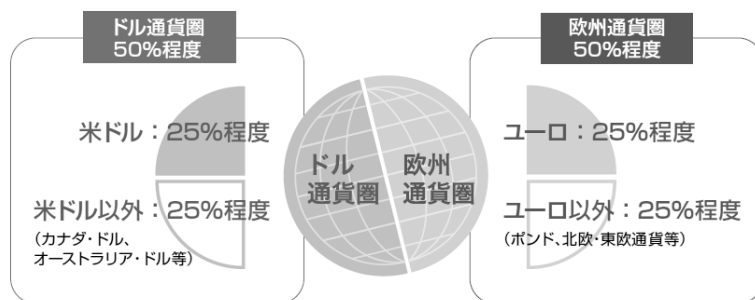 ドル通貨圏
50%程度
米ドル：25%程度
米ドル以外：25%程度
（カナダ・ドル、
オーストラリア・ドル等）
ドル
通貨圏
欧州
通貨圏
欧州通貨圏
50%程度
ユーロ：25%程度
ユーロ以外：25%程度
（ポンド、北欧・東欧通貨等）